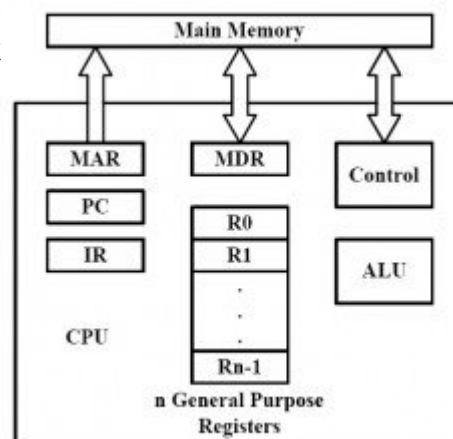 Main Memory
MAR
MDR
Control
PC
R0
IR
R1
ALU
.
.
.
CPU
Rn-1
n General Purpose
Registers